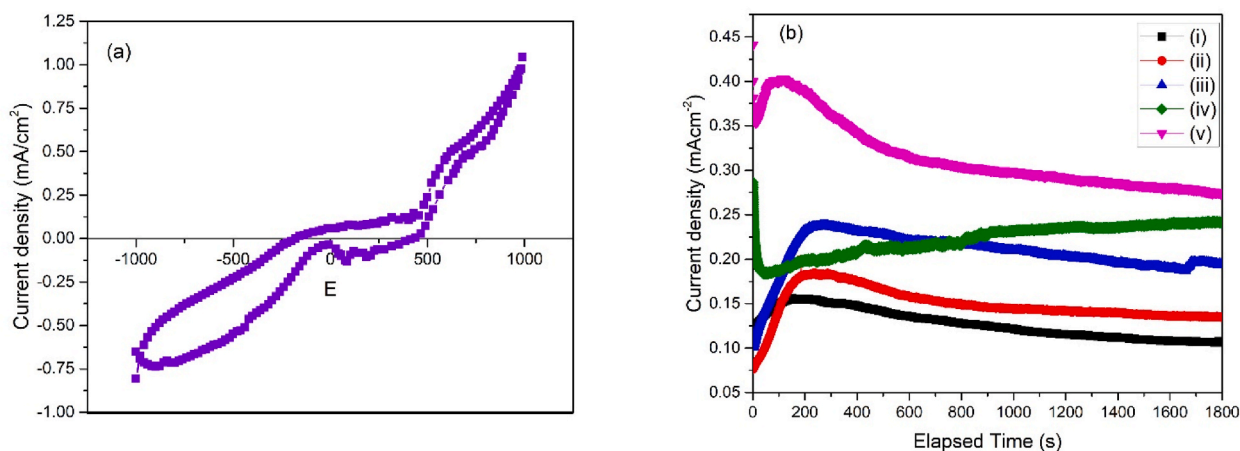 (a)
Current density (mA/cm²)
1.25
1.00
0.75
0.50
0.25
0.00
-0.25
-0.50
-0.75
-1.00
-1000 -500 0 500 1000
E
(b)
Current density (mAcm⁻²)
0.45
0.40
0.35
0.30
0.25
0.20
0.15
0.10
0.05
0 200 400 600 800 1000 1200 1400 1600 1800
Elapsed Time (s)
(i)
(ii)
(iii)
(iv)
(v)